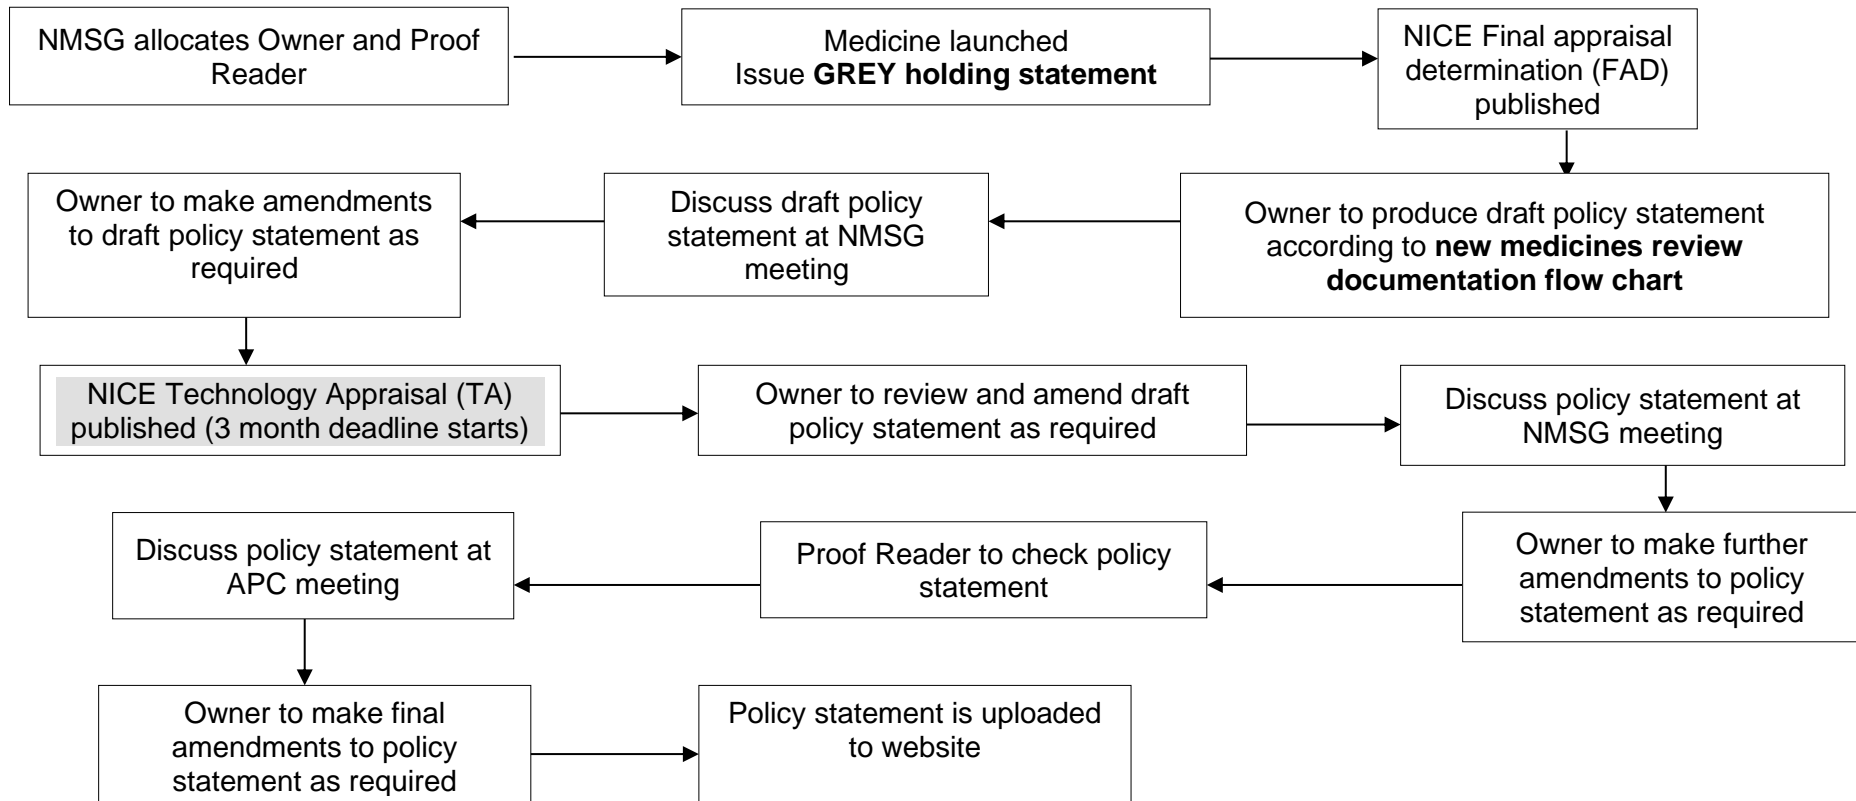 NMSG allocates Owner and Proof
Reader
Medicine launched
Issue GREY holding statement
NICE Final appraisal
determination (FAD)
published
Owner to produce draft policy statement
according to new medicines review
documentation flow chart
Discuss draft policy
statement at NMSG
meeting
Owner to make amendments
to draft policy statement as
required
NICE Technology Appraisal (TA)
published (3 month deadline starts)
Owner to review and amend draft
policy statement as required
Discuss policy statement at
NMSG meeting
Owner to make further
amendments to policy
statement as required
Proof Reader to check policy
statement
Discuss policy statement at
APC meeting
Owner to make final
amendments to policy
statement as required
Policy statement is uploaded
to website